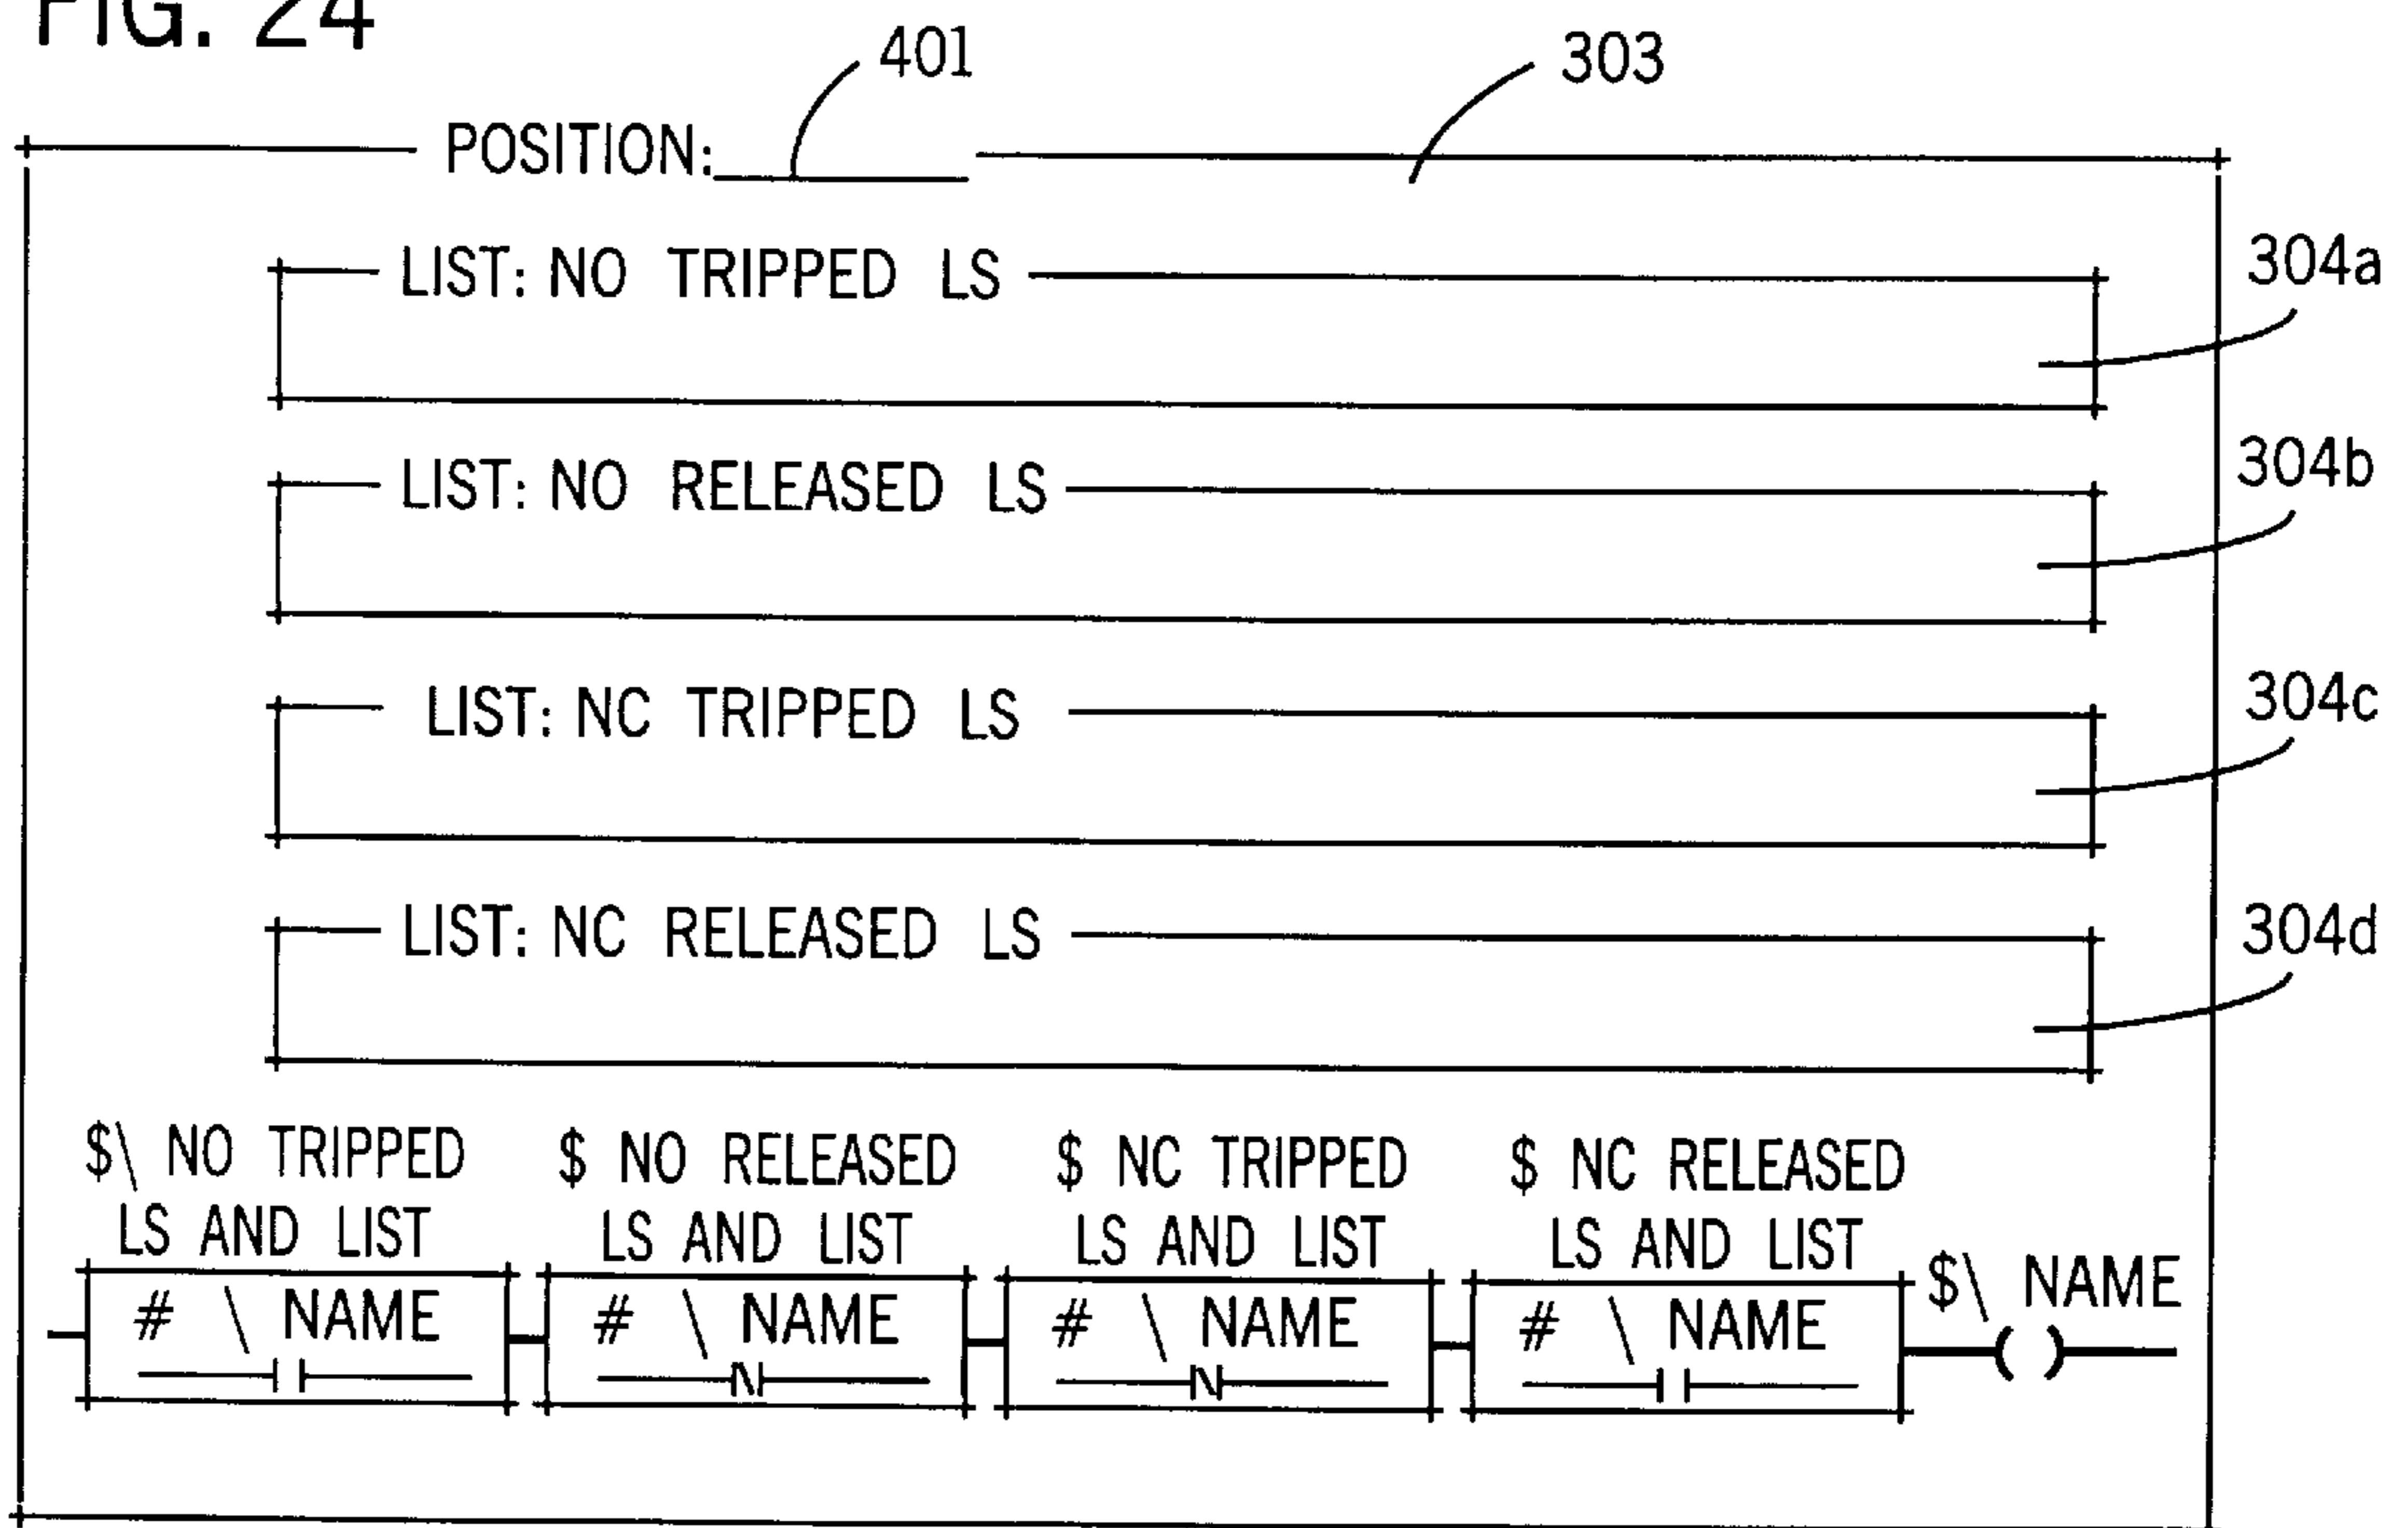 FIG. 24
401
303
POSITION:
LIST: NO TRIPPED LS
304a
LIST: NO RELEASED LS
304b
LIST: NC TRIPPED LS
304c
LIST: NC RELEASED LS
304d
$\ NO TRIPPED LS AND LIST
# \ NAME
$ NO RELEASED LS AND LIST
# \ NAME
$ NC TRIPPED LS AND LIST
# \ NAME
$ NC RELEASED LS AND LIST
# \ NAME
$\ NAME
( )